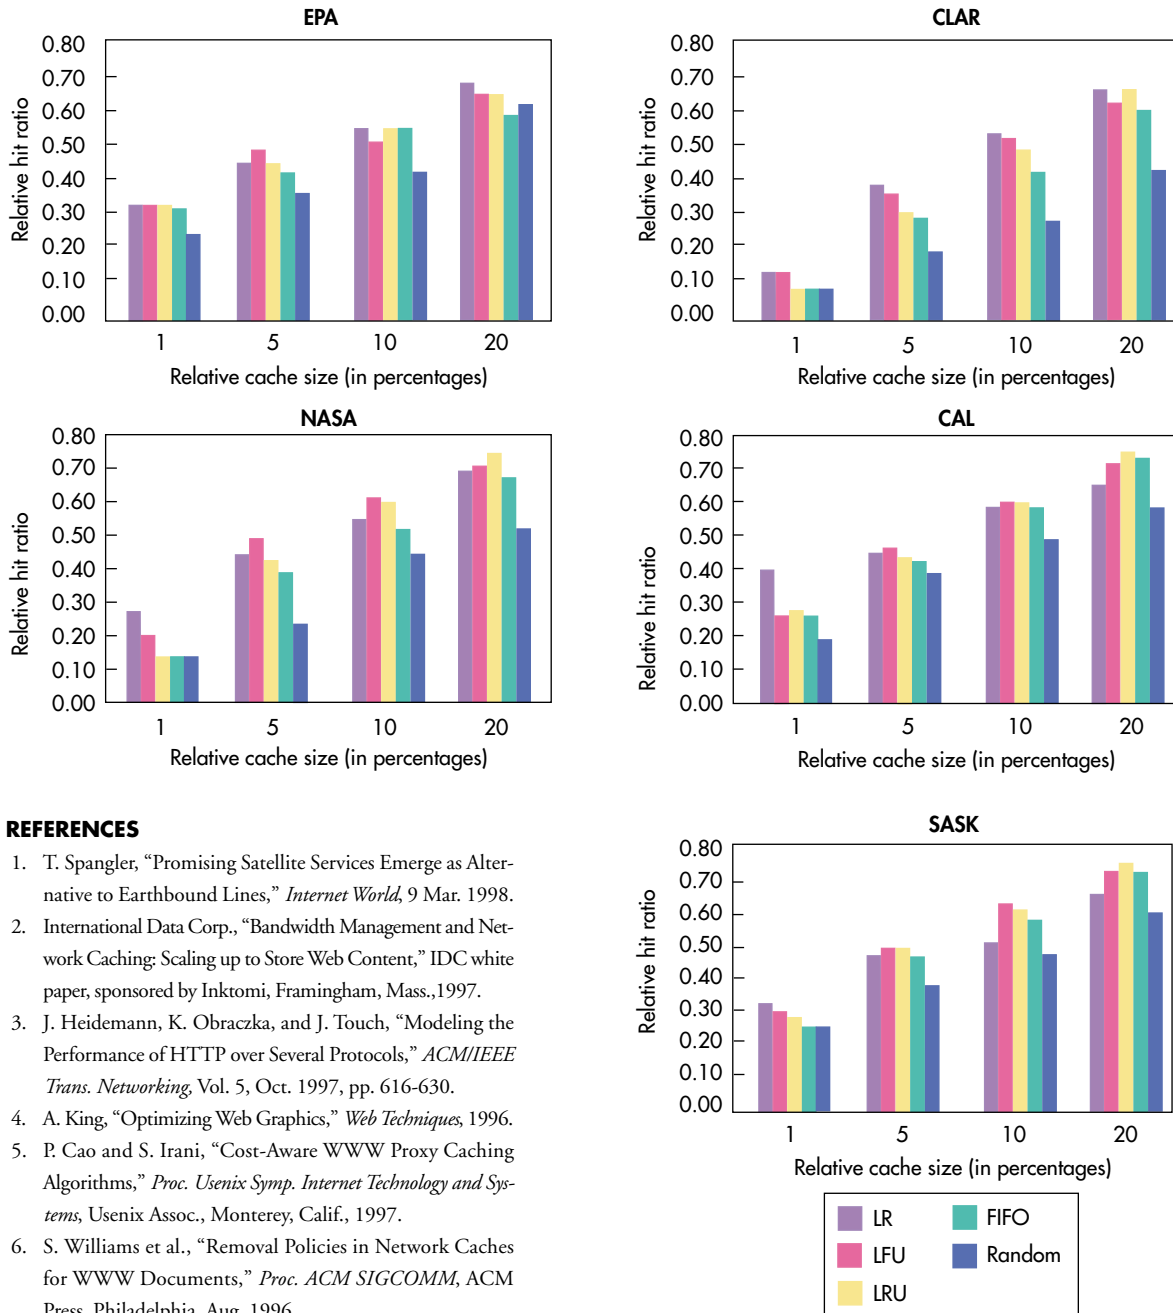 EPA
0.80
0.70
0.60
0.50
0.40
0.30
0.20
0.10
0.00
Relative hit ratio
1 5 10 20
Relative cache size (in percentages)
CLAR
0.80
0.70
0.60
0.50
0.40
0.30
0.20
0.10
0.00
Relative hit ratio
1 5 10 20
Relative cache size (in percentages)
NASA
0.80
0.70
0.60
0.50
0.40
0.30
0.20
0.10
0.00
Relative hit ratio
1 5 10 20
Relative cache size (in percentages)
CAL
0.80
0.70
0.60
0.50
0.40
0.30
0.20
0.10
0.00
Relative hit ratio
1 5 10 20
Relative cache size (in percentages)
REFERENCES
1. T. Spangler, “Promising Satellite Services Emerge as Alter-
native to Earthbound Lines,” Internet World, 9 Mar. 1998.
2. International Data Corp., “Bandwidth Management and Net-
work Caching: Scaling up to Store Web Content,” IDC white
paper, sponsored by Inktomi, Framingham, Mass.,1997.
3. J. Heidemann, K. Obraczka, and J. Touch, “Modeling the
Performance of HTTP over Several Protocols,” ACM/IEEE
Trans. Networking, Vol. 5, Oct. 1997, pp. 616-630.
4. A. King, “Optimizing Web Graphics,” Web Techniques, 1996.
5. P. Cao and S. Irani, “Cost-Aware WWW Proxy Caching
Algorithms,” Proc. Usenix Symp. Internet Technology and Sys-
tems, Usenix Assoc., Monterey, Calif., 1997.
6. S. Williams et al., “Removal Policies in Network Caches
for WWW Documents,” Proc. ACM SIGCOMM, ACM
Press, Philadelphia, Aug. 1996.
SASK
0.80
0.70
0.60
0.50
0.40
0.30
0.20
0.10
0.00
Relative hit ratio
1 5 10 20
Relative cache size (in percentages)
LR FIFO
LFU Random
LRU